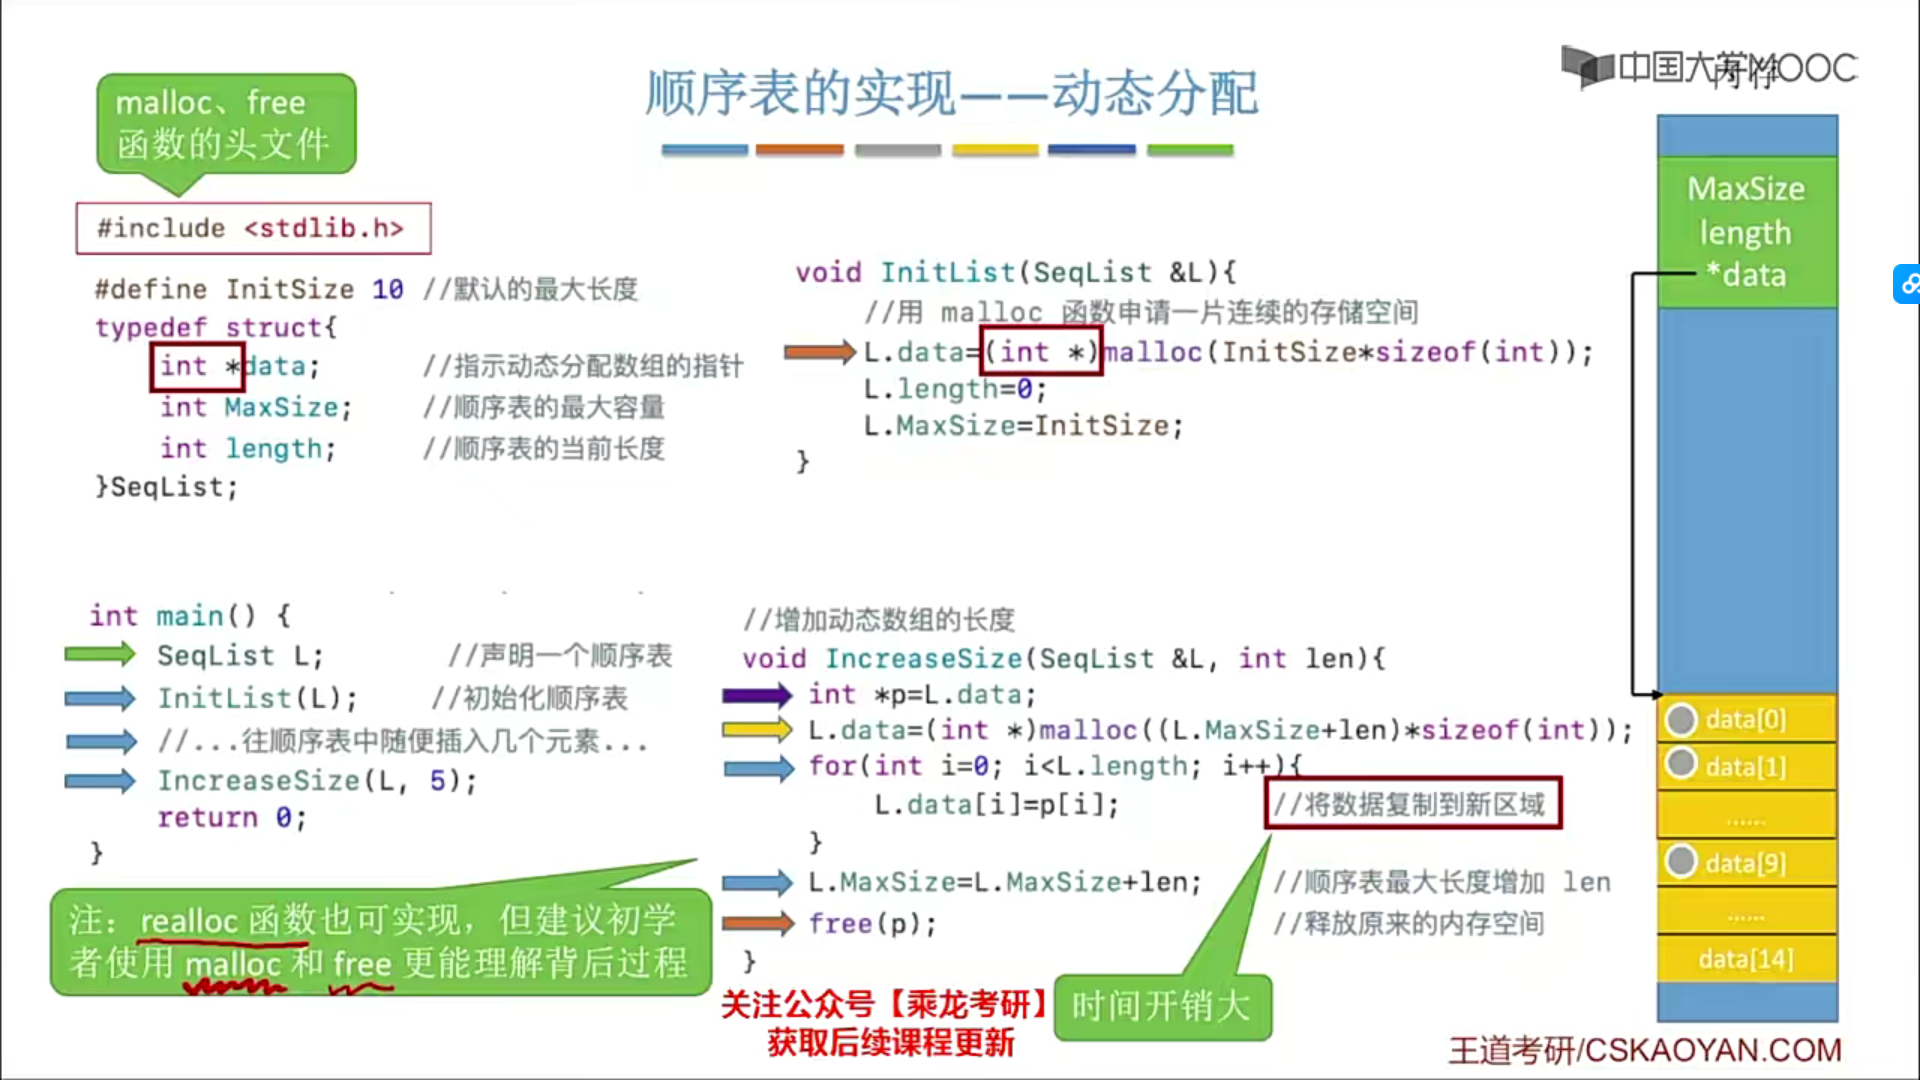 顺序表的实现——动态分配
中国大学MOOC
内存
malloc、free
函数的头文件
#include <stdlib.h>
#define InitSize 10 //默认的最大长度
typedef struct{
int *data; //指示动态分配数组的指针
int MaxSize; //顺序表的最大容量
int length; //顺序表的当前长度
}SeqList;
void InitList(SeqList &L){
//用 malloc 函数申请一片连续的存储空间
L.data=(int *)malloc(InitSize*sizeof(int));
L.length=0;
L.MaxSize=InitSize;
}
int main() {
SeqList L; //声明一个顺序表
InitList(L); //初始化顺序表
//...往顺序表中随便插入几个元素...
IncreaseSize(L, 5);
return 0;
}
注：realloc 函数也可实现，但建议初学
者使用 malloc 和 free 更能理解背后过程
//增加动态数组的长度
void IncreaseSize(SeqList &L, int len){
int *p=L.data;
L.data=(int *)malloc((L.MaxSize+len)*sizeof(int));
for(int i=0; i<L.length; i++){
L.data[i]=p[i]; //将数据复制到新区域
}
L.MaxSize=L.MaxSize+len; //顺序表最大长度增加 len
free(p); //释放原来的内存空间
}
时间开销大
关注公众号【乘龙考研】
获取后续课程更新
MaxSize
length
*data
data[0]
data[1]
......
data[9]
......
data[14]
王道考研/CSKAOYAN.COM